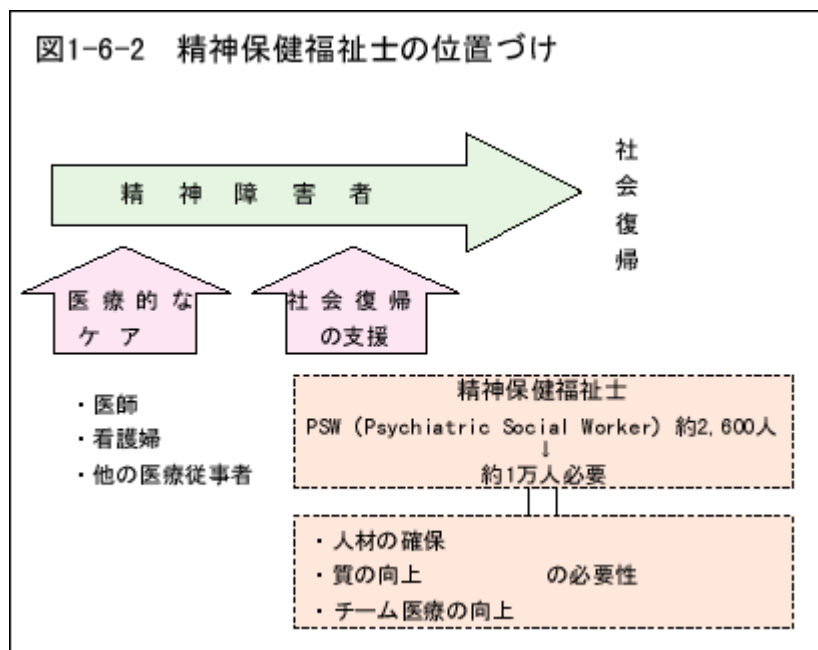 図1-6-2 精神保健福祉士の位置づけ
精神障害者
社会復帰
医療的な
ケア
社会復帰
の支援
・医師
・看護婦
・他の医療従事者
精神保健福祉士
PSW (Psychiatric Social Worker) 約2,600人
↓
約1万人必要
・人材の確保
・質の向上 の必要性
・チーム医療の向上